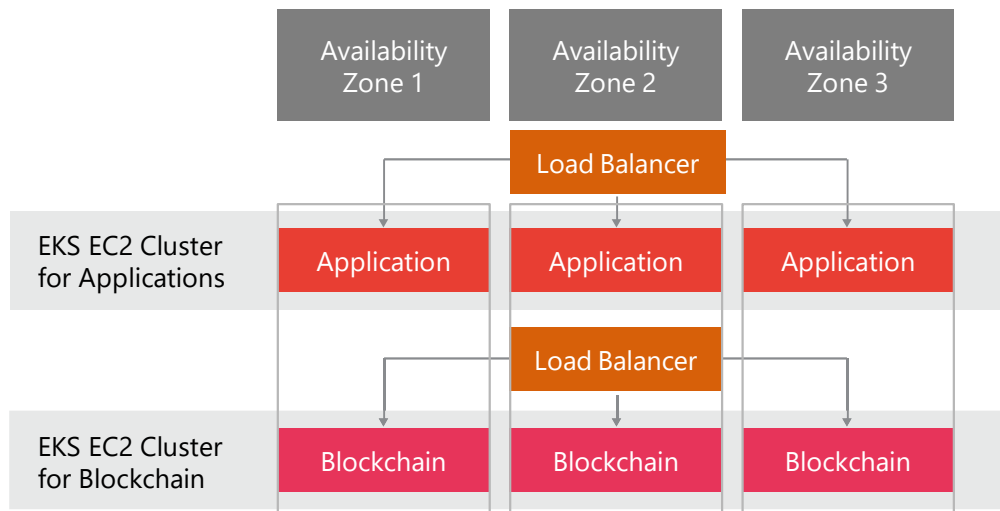 Availability
Zone 1
Availability
Zone 2
Availability
Zone 3
Load Balancer
EKS EC2 Cluster
for Applications
Application
Application
Application
Load Balancer
EKS EC2 Cluster
for Blockchain
Blockchain
Blockchain
Blockchain